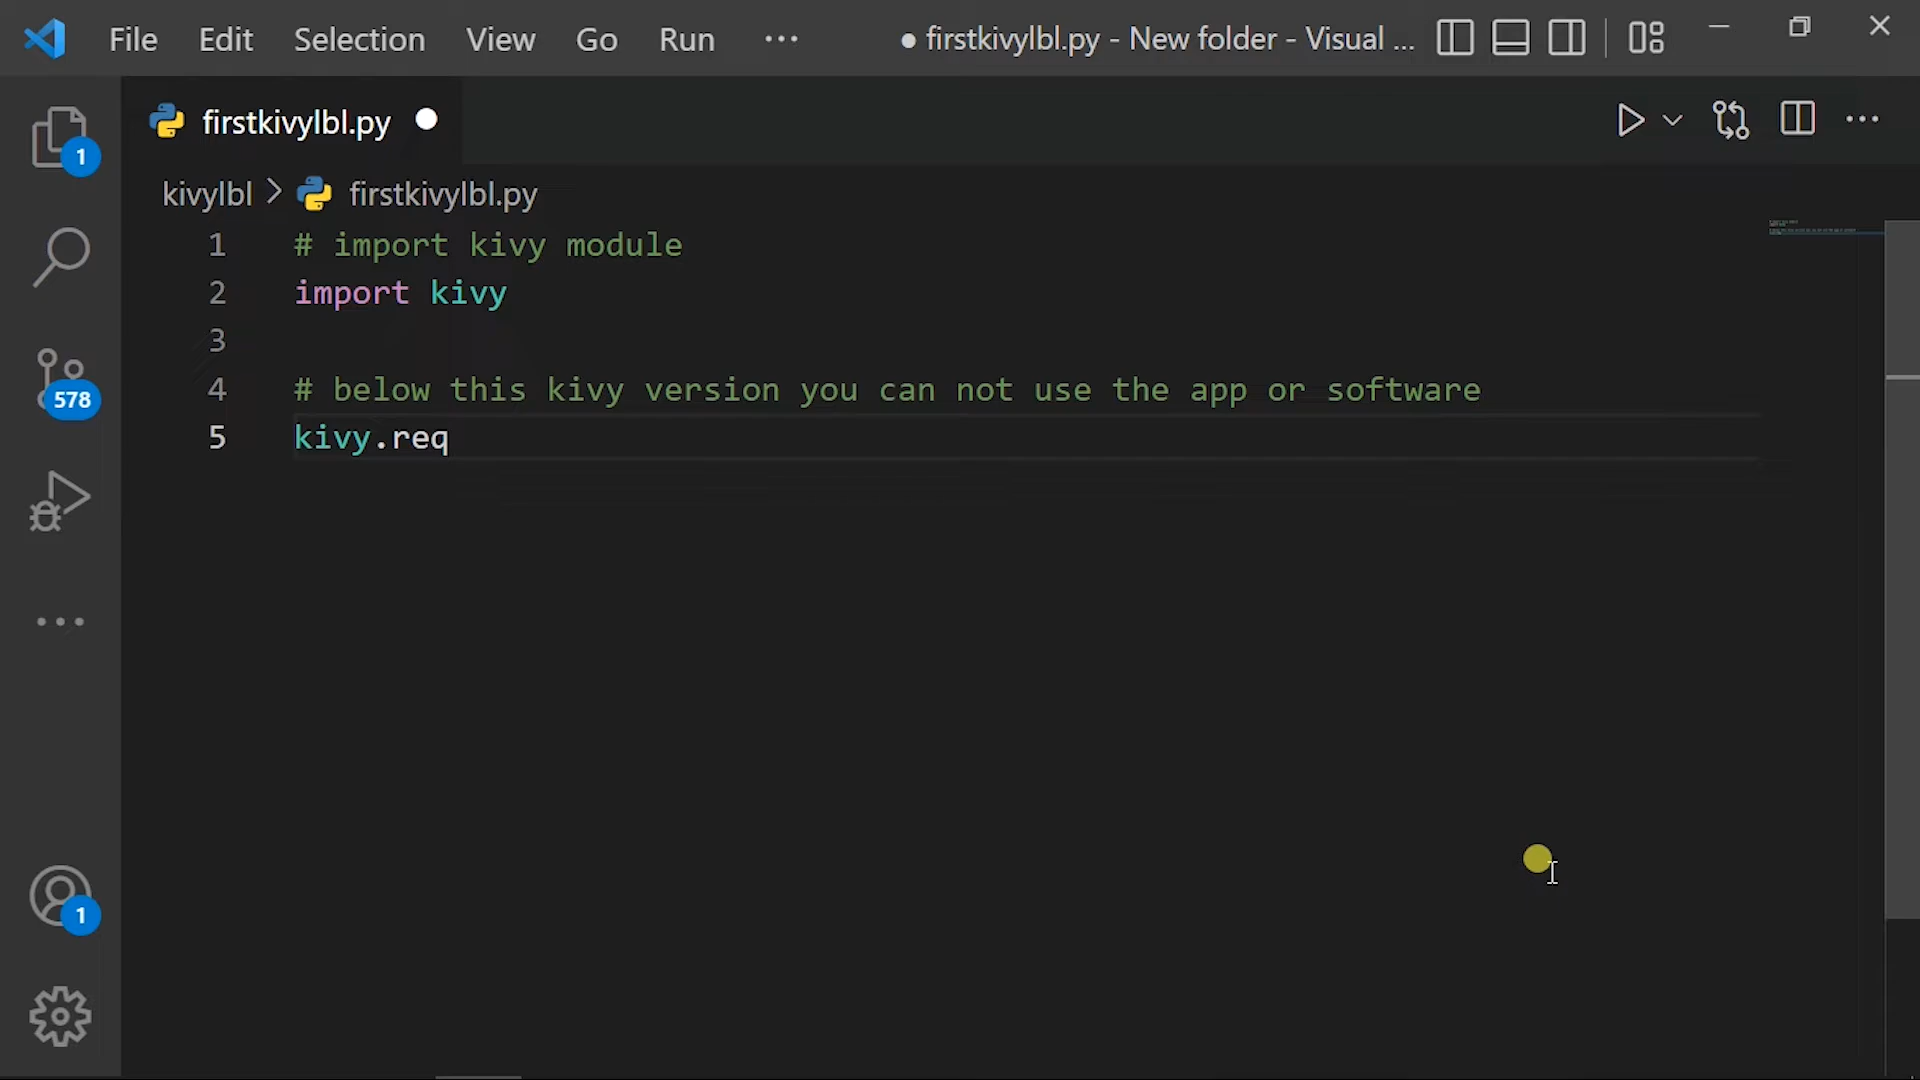 File Edit Selection View Go Run ··· ● firstkivylbl.py - New folder - Visual ...
firstkivylbl.py
kivylbl > firstkivylbl.py
1 # import kivy module
2 import kivy
3
4 # below this kivy version you can not use the app or software
5 kivy.req
1
578
1